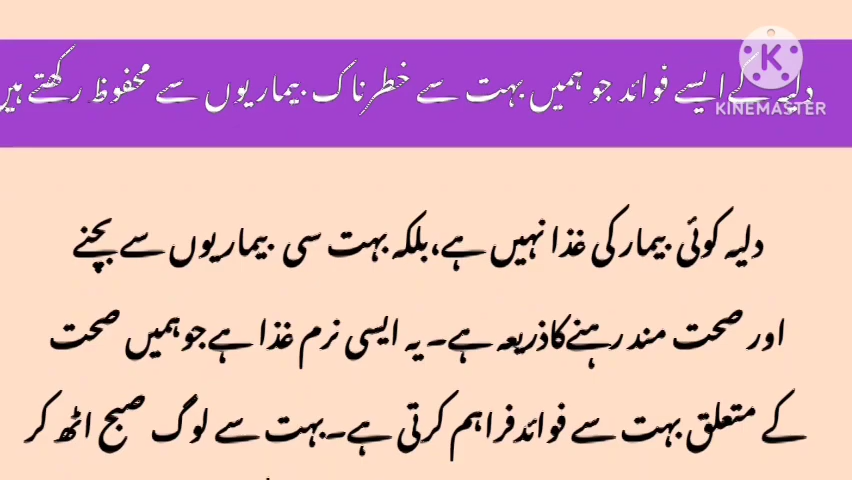 دلیہ کے ایسے فوائد جو ہمیں بہت سے خطرناک بیماریوں سے محفوظ رکھتے ہیں
KINEMASTER
دلیہ کوئی بیمار کی غذا نہیں ہے، بلکہ بہت سی بیماریوں سے بچنے
اور صحت مند رہنے کا ذریعہ ہے۔ یہ ایسی نرم غذا ہے جو ہمیں صحت
کے متعلق بہت سے فوائد فراہم کرتی ہے۔ بہت سے لوگ صبح اٹھ کر